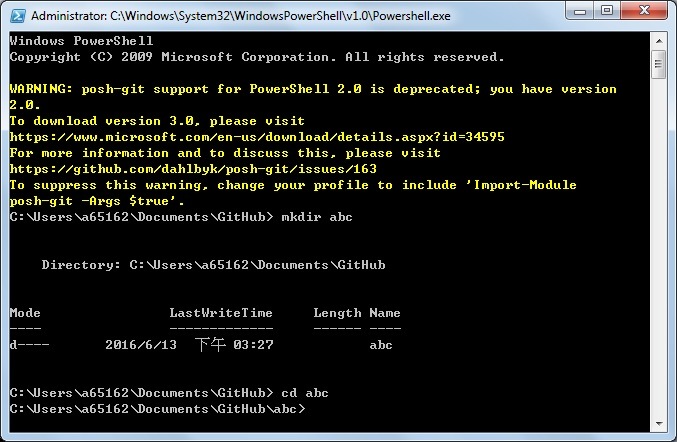 Administrator: C:\Windows\System32\WindowsPowerShell\v1.0\Powershell.exe
Windows PowerShell
Copyright (C) 2009 Microsoft Corporation. All rights reserved.
WARNING: posh-git support for PowerShell 2.0 is deprecated; you have version
2.0.
To download version 3.0, please visit
https://www.microsoft.com/en-us/download/details.aspx?id=34595
For more information and to discuss this, please visit
https://github.com/dahlbyk/posh-git/issues/163
To suppress this warning, change your profile to include 'Import-Module
posh-git -Args $true'.
C:\Users\a65162\Documents\GitHub> mkdir abc
Directory: C:\Users\a65162\Documents\GitHub
Mode LastWriteTime Length Name
---- ------------- ------ ----
d---- 2016/6/13 下午 03:27 abc
C:\Users\a65162\Documents\GitHub> cd abc
C:\Users\a65162\Documents\GitHub\abc>